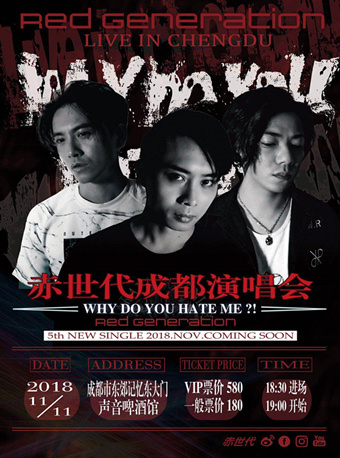 Red Generation
LIVE IN CHENGDU
WHY DO YOU
赤世代成都演唱会
WHY DO YOU HATE ME ?!
Red Generation
5th NEW SINGLE 2018.NOV.COMING SOON
DATE
ADDRESS
TICKET PRICE
TIME
2018
11/11
成都市东郊记忆东大门
声音啤酒馆
VIP票价 580
一般票价 180
18:30 进场
19:00 开始
赤世代